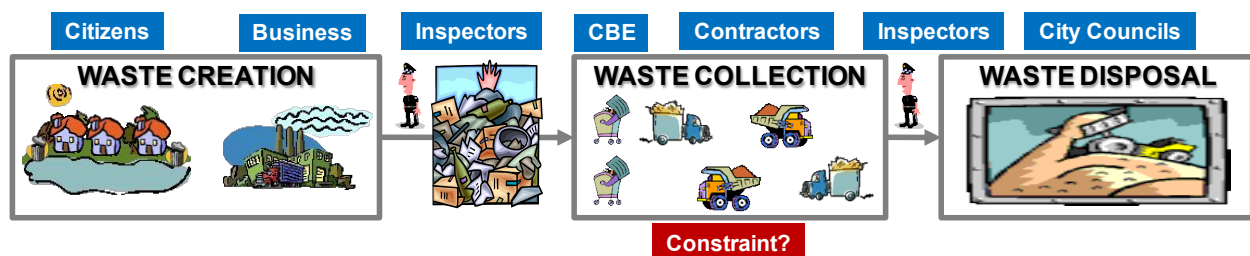 Citizens
Business
Inspectors
CBE
Contractors
Inspectors
City Councils
WASTE CREATION
WASTE COLLECTION
WASTE DISPOSAL
Constraint?